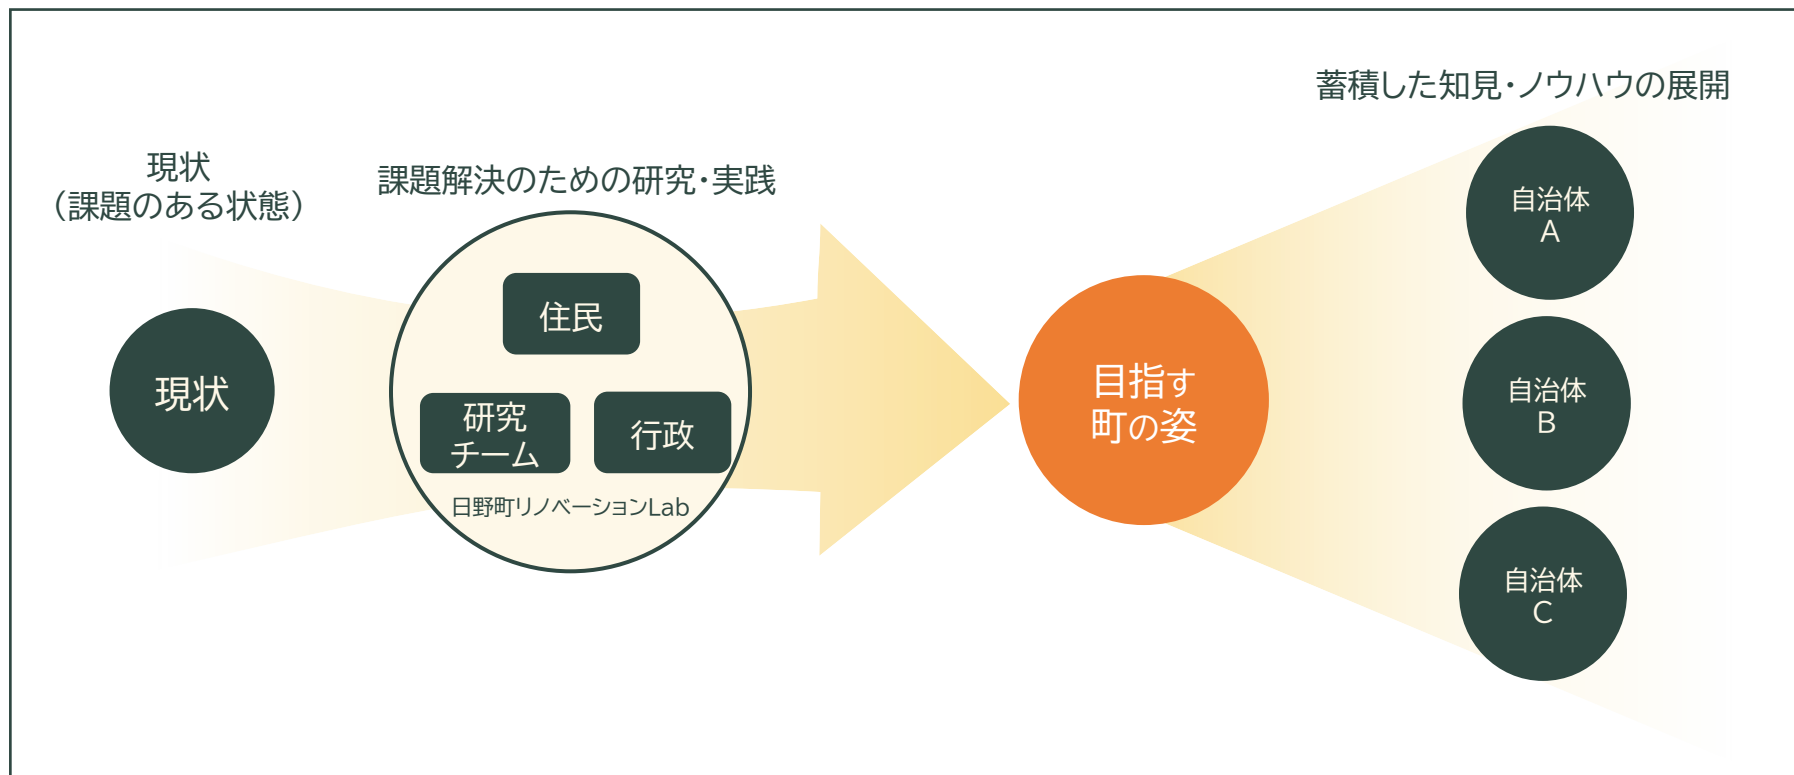 現状
（課題のある状態）
現状
課題解決のための研究・実践
住民
研究
チーム
行政
日野町リノベーションLab
目指す
町の姿
蓄積した知見・ノウハウの展開
自治体
A
自治体
B
自治体
C